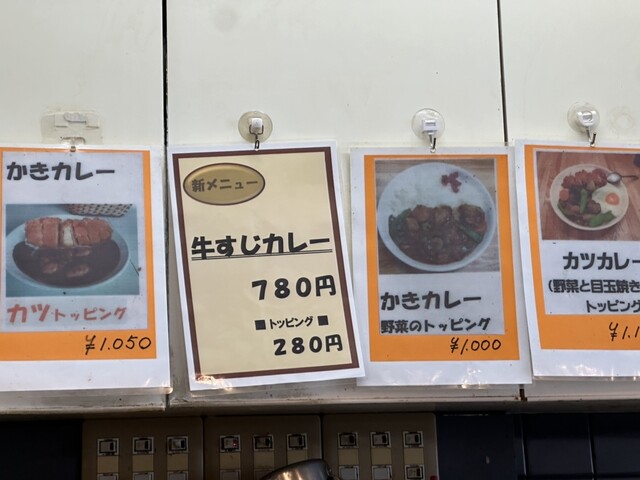 かきカレー
カツトッピング
¥1.050
新メニュー
牛すじカレー
780円
■トッピング■
280円
かきカレー
野菜のトッピング
¥1.000
カツカレー
(野菜と目玉焼き
トッピン